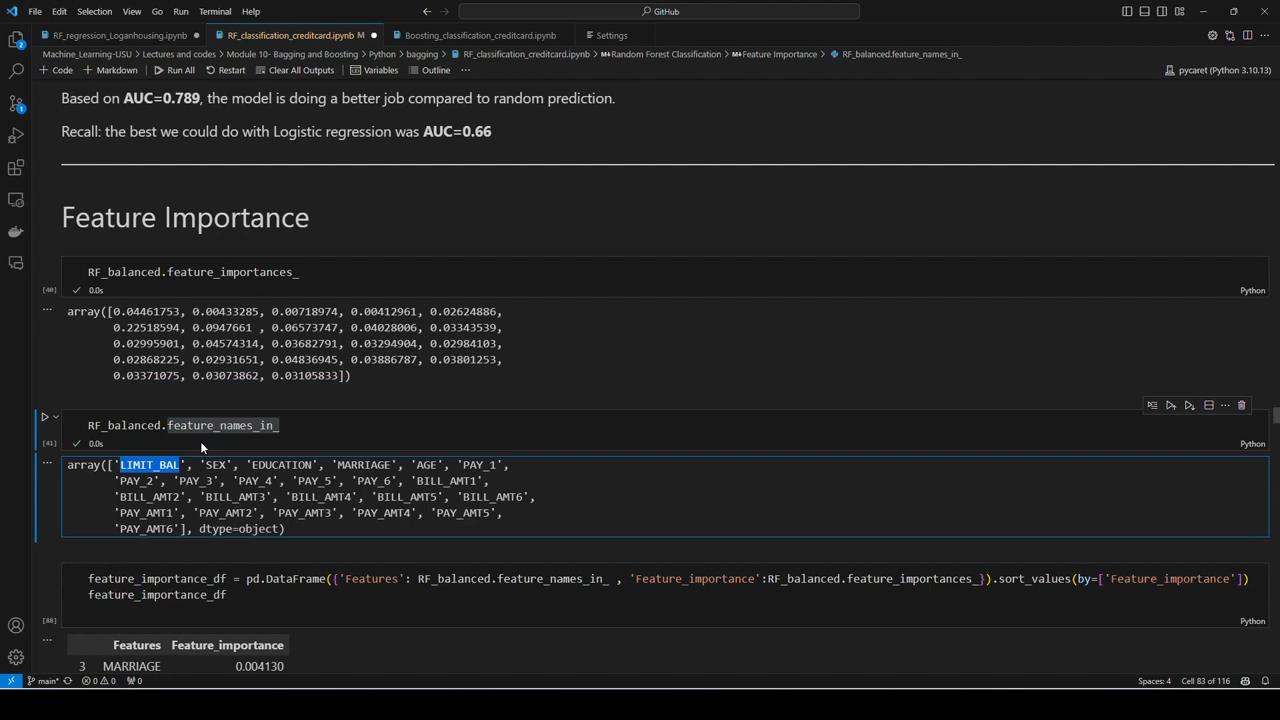 File Edit Selection View Go Run Terminal Help
GitHub
RF_regression_Loanhousing.ipynb
RF_classification_creditcard.ipynb M
Boosting_classification_creditcard.ipynb
Settings
Machine_Learning-USU > Lectures and codes > Module 10- Bagging and Boosting > Python > bagging > RF_classification_creditcard.ipynb > Random Forest Classification > Feature Importance > RF_balanced.feature_names_in_
+ Code + Markdown Run All Restart Clear All Outputs Variables Outline ...
pycaret (Python 3.10.13)
Based on AUC=0.789, the model is doing a better job compared to random prediction.
Recall: the best we could do with Logistic regression was AUC=0.66
Feature Importance
RF_balanced.feature_importances_
[40] 0.0s Python
array([0.04461753, 0.00433285, 0.00718974, 0.00412961, 0.02624886,
0.22518594, 0.0947661 , 0.06573747, 0.04028006, 0.03343539,
0.02995901, 0.04574314, 0.03682791, 0.03294904, 0.02984103,
0.02868225, 0.02931651, 0.04836945, 0.03886787, 0.03801253,
0.03371075, 0.03073862, 0.03105833])
RF_balanced.feature_names_in_
[41] 0.0s Python
array(['LIMIT_BAL', 'SEX', 'EDUCATION', 'MARRIAGE', 'AGE', 'PAY_1',
'PAY_2', 'PAY_3', 'PAY_4', 'PAY_5', 'PAY_6', 'BILL_AMT1',
'BILL_AMT2', 'BILL_AMT3', 'BILL_AMT4', 'BILL_AMT5', 'BILL_AMT6',
'PAY_AMT1', 'PAY_AMT2', 'PAY_AMT3', 'PAY_AMT4', 'PAY_AMT5',
'PAY_AMT6'], dtype=object)
feature_importance_df = pd.DataFrame({'Features': RF_balanced.feature_names_in_ , 'Feature_importance':RF_balanced.feature_importances_}).sort_values(by=['Feature_importance'])
feature_importance_df
[88] Python
Features Feature_importance
3 MARRIAGE 0.004130
main* 0 0 0 Spaces: 4 Cell 83 of 116